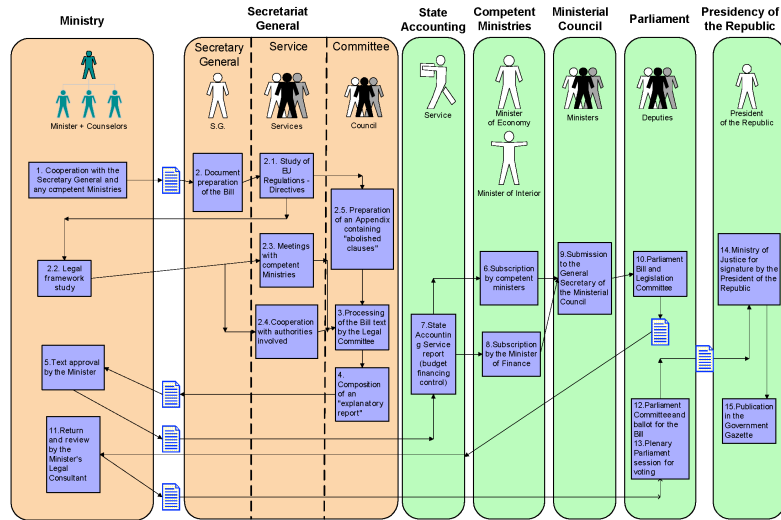 Ministry
Secretariat
General
State
Accounting
Competent
Ministries
Ministerial
Council
Parliament
Presidency of
the Republic
Secretary
General
Service
Committee
Minister + Counselors
S.G.
Services
Council
Service
Minister
of Economy
Minister of Interior
Ministers
Deputies
President
of the Republic
1. Cooperation with the
Secretary General and
any competent Ministries
2. Document
preparation
of the Bill
2.1. Study of
EU
Regulations -
Directives
2.2. Legal
framework
study
2.3. Meetings
with
competent
Ministries
2.4.Cooperation
with authorities
involved
2.5. Preparation
of an Appendix
containing
"abolished
clauses"
3.Processing
of the Bill text
by the Legal
Committee
4.
Composition
of an
"explanatory
report"
5.Text approval
by the Minister
11.Return
and review
by the
Minister's
Legal
Consultant
7.State
Accountin
g Service
report
(budget
financing
control)
6.Subscription
by competent
ministers
8.Subscription
by the Minister
of Finance
9.Submission
to the
General
Secretary of
the Ministerial
Council
10.Parliament
Bill and
Legislation
Committee
12.Parliament
Committee and
ballot for the
Bill
13.Plenary
Parliament
session for
voting
14.Ministry of
Justice for
signature by the
President of the
Republic
15.Publication
in the
Government
Gazette